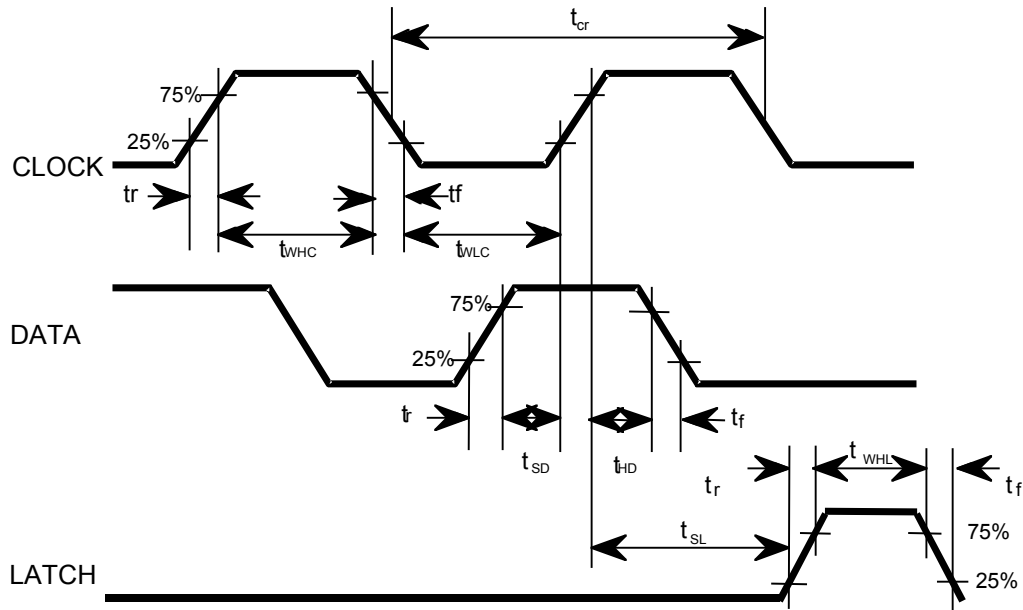 tcr
75%
25%
CLOCK
tr
tf
tWHC
tWLC
75%
DATA
25%
tr
tf
tSD
tHD
tWHL
tr
tf
tSL
75%
LATCH
25%